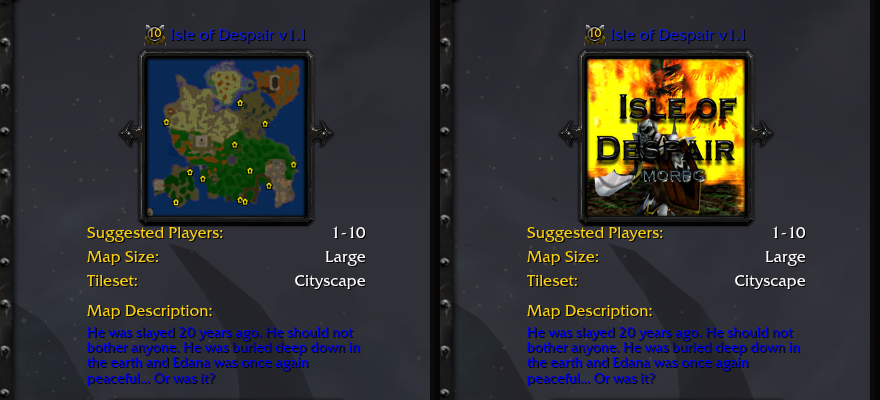 10 Isle of Despair v1.1
Suggested Players: 1-10
Map Size: Large
Tileset: Cityscape
Map Description:
He was slayed 20 years ago. He should not
bother anyone. He was buried deep down in
the earth and Edana was once again
peaceful... Or was it?
10 Isle of Despair v1.1
Isle of
Despair
MORPG
Suggested Players: 1-10
Map Size: Large
Tileset: Cityscape
Map Description:
He was slayed 20 years ago. He should not
bother anyone. He was buried deep down in
the earth and Edana was once again
peaceful... Or was it?